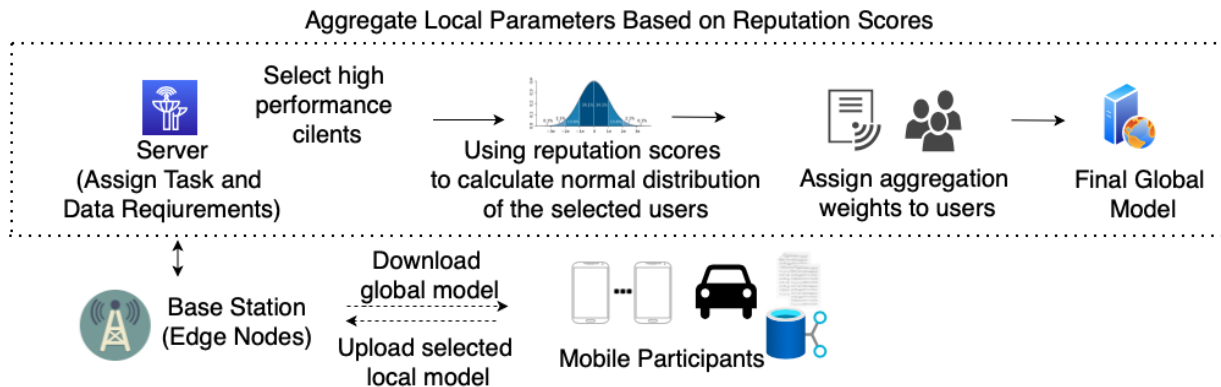 Aggregate Local Parameters Based on Reputation Scores
Select high
performance
cilents
Server
(Assign Task and
Data Reqiurements)
Using reputation scores
to calculate normal distribution
of the selected users
Assign aggregation
weights to users
Final Global
Model
Base Station
(Edge Nodes)
Download
global model
Upload selected
local model
Mobile Participants